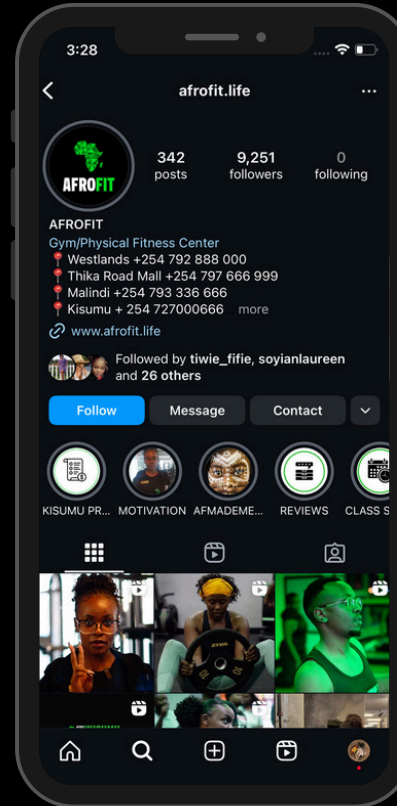 3:28
afrofit.life
AFROFIT
342 posts
9,251 followers
0 following
AFROFIT
Gym/Physical Fitness Center
📍 Westlands +254 792 888 000
📍 Thika Road Mall +254 797 666 999
📍 Malindi +254 793 336 666
📍 Kisumu + 254 727000666 more
www.afrofit.life
Followed by tiwie_fifie, soyianlaureen
and 26 others
Follow
Message
Contact
KISUMU PR...
MOTIVATION
AFMADEME...
REVIEWS
CLASS S
ZIVA